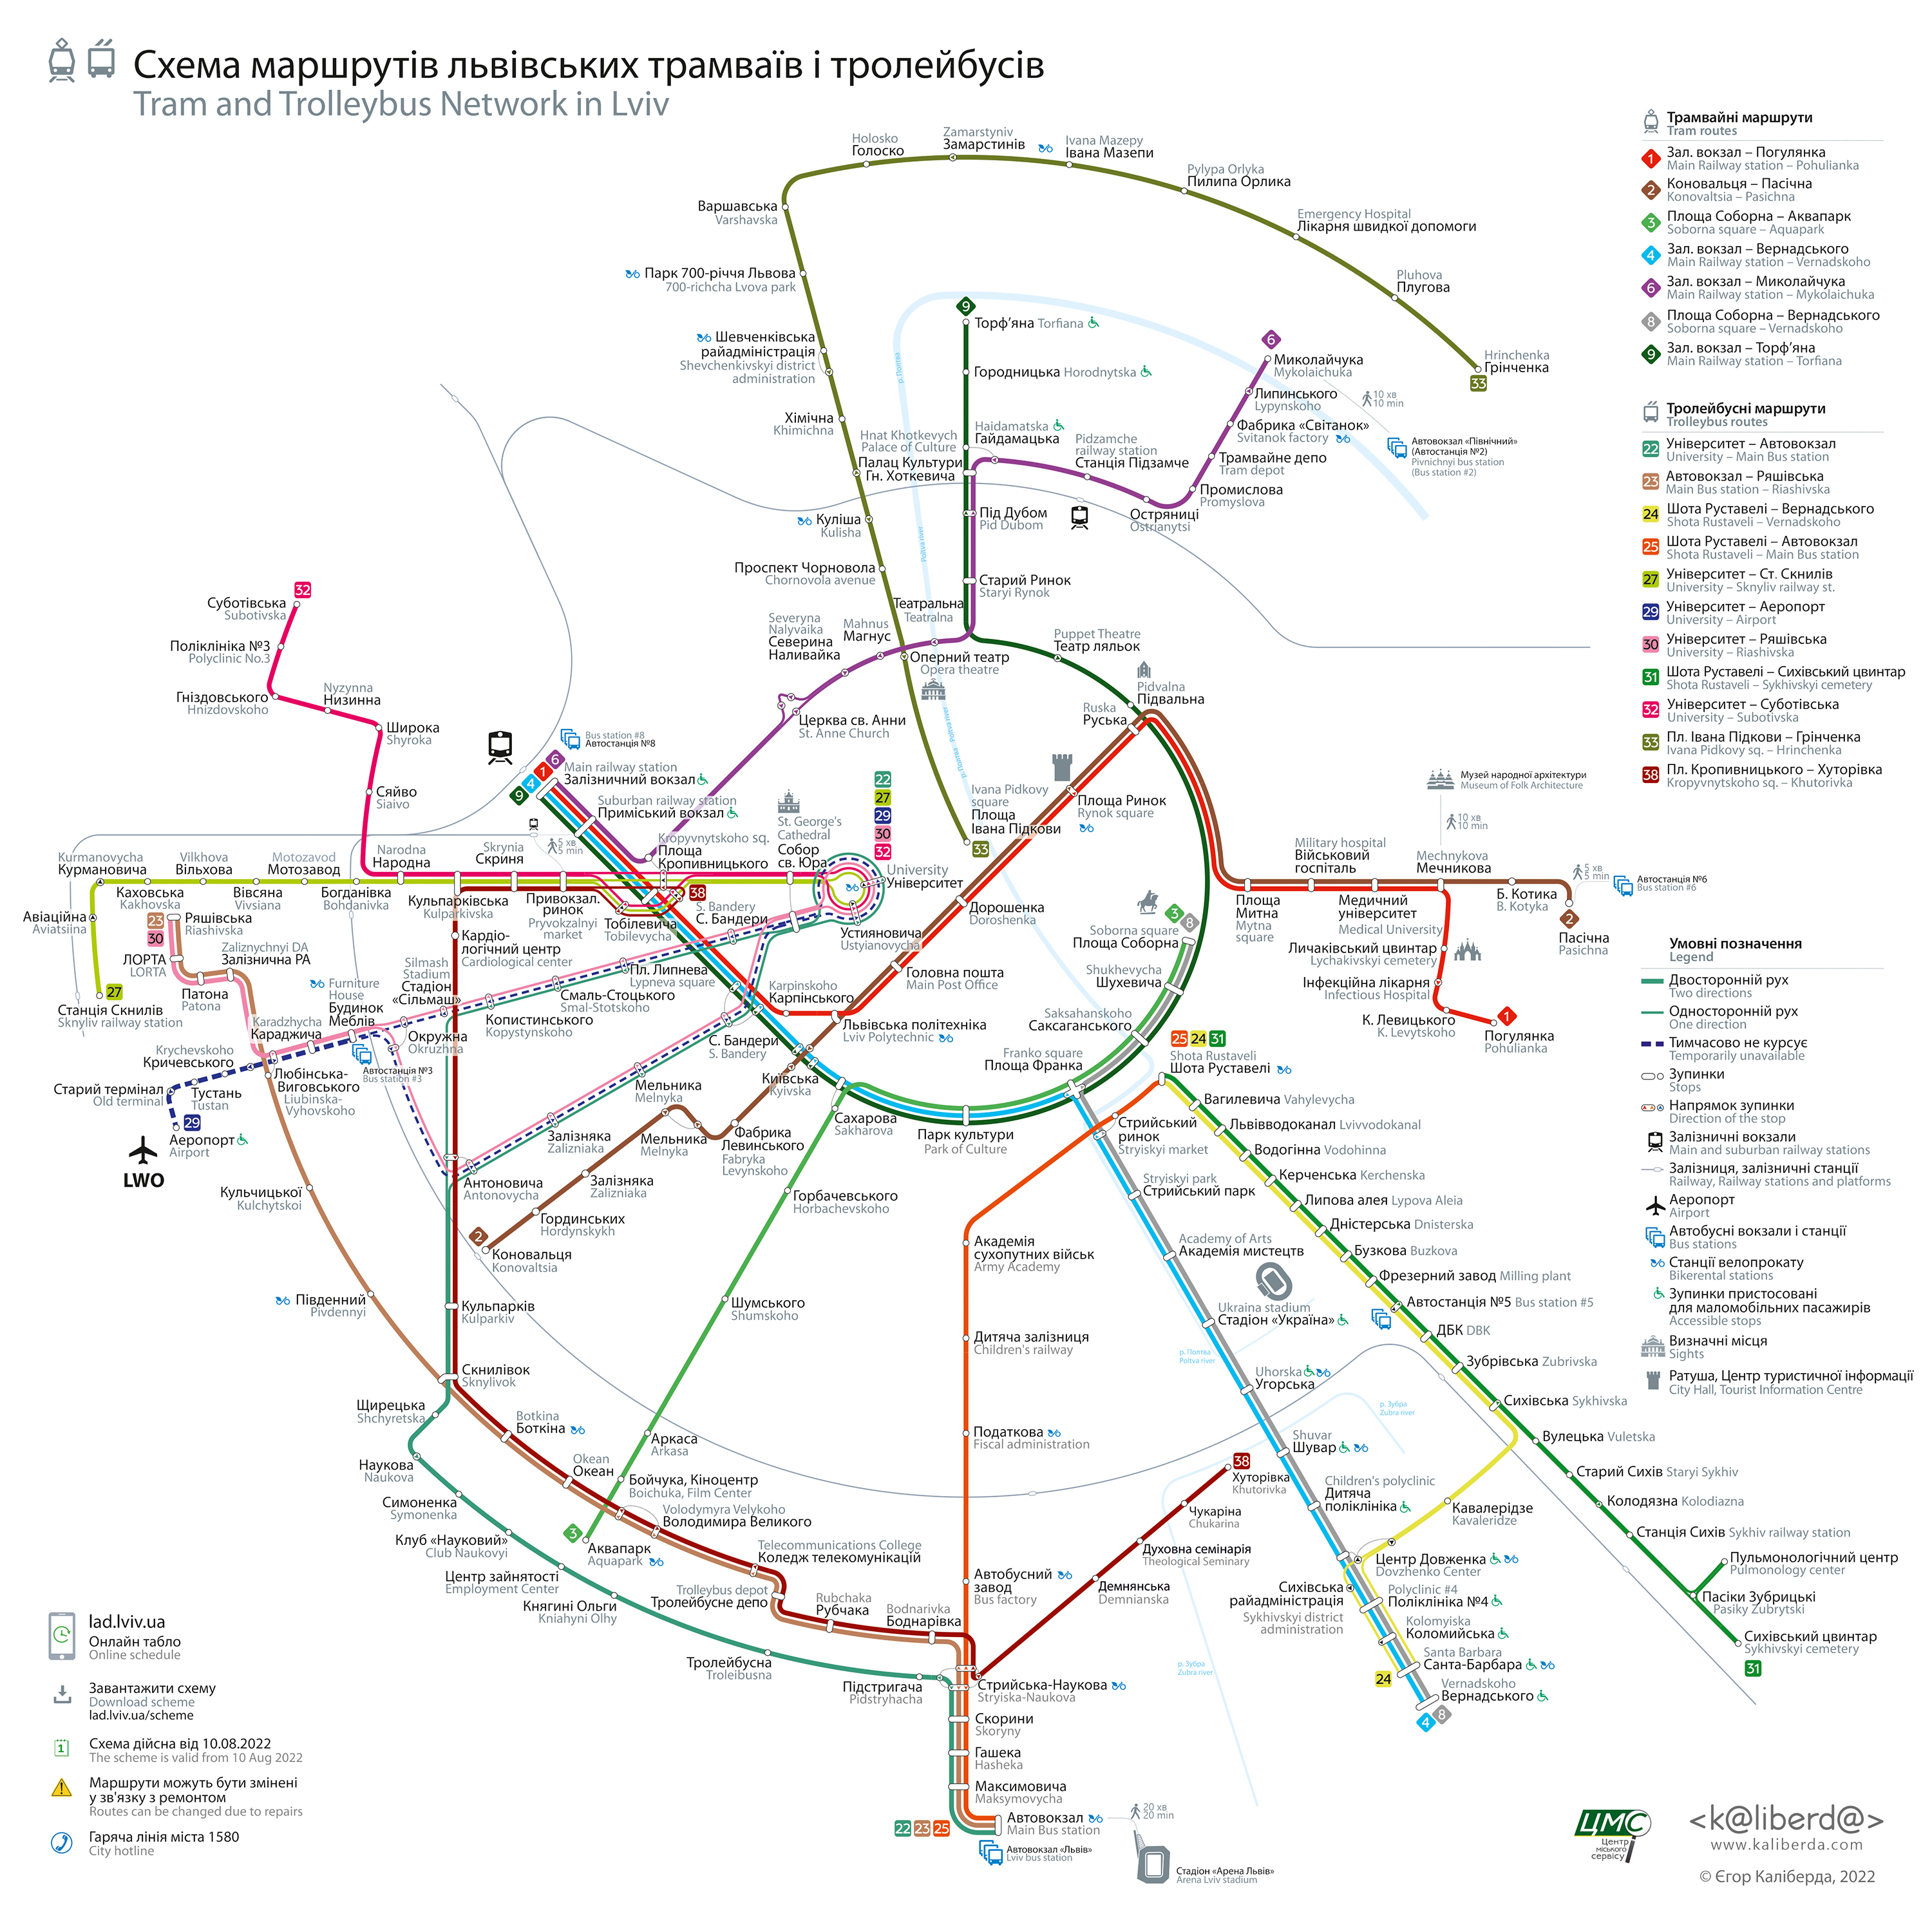 Схема маршрутів львівських трамваїв і тролейбусів
Tram and Trolleybus Network in Lviv
Трамвайні маршрути
Tram routes
1
Зал. вокзал – Погулянка
Main Railway station – Pohulianka
2
Коновальця – Пасічна
Konovaltsia – Pasichna
3
Площа Соборна – Аквапарк
Soborna square – Aquapark
4
Зал. вокзал – Вернадського
Main Railway station – Vernadskoho
6
Зал. вокзал – Миколайчука
Main Railway station – Mykolaichuka
8
Площа Соборна – Вернадського
Soborna square – Vernadskoho
9
Зал. вокзал – Торф’яна
Main Railway station – Torfiana
Тролейбусні маршрути
Trolleybus routes
22
Університет – Автовокзал
University – Main Bus station
23
Автовокзал – Ряшівська
Main Bus station – Riashivska
24
Шота Руставелі – Вернадського
Shota Rustaveli – Vernadskoho
25
Шота Руставелі – Автовокзал
Shota Rustaveli – Main Bus station
27
Університет – Ст. Скнилів
University – Sknyliv railway st.
29
Університет – Аеропорт
University – Airport
30
Університет – Ряшівська
University – Riashivska
31
Шота Руставелі – Сихівський цвинтар
Shota Rustaveli – Sykhivskyi cemetery
32
Університет – Суботівська
University – Subotivska
33
Пл. Івана Підкови – Грінченка
Ivana Pidkovy sq. – Hrinchenka
38
Пл. Кропивницького – Хуторівка
Kropyvnytskoho sq. – Khutorivka
Умовні позначення
Legend
Двосторонній рух
Two directions
Односторонній рух
One direction
Тимчасово не курсує
Temporarily unavailable
Зупинки
Stops
Напрямок зупинки
Direction of the stop
Залізничні вокзали
Main and suburban railway stations
Залізниця, залізничні станції
Railway, Railway stations and platforms
Аеропорт
Airport
Автобусні вокзали і станції
Bus stations
Станції велопрокату
Bikerental stations
Зупинки пристосовані
для маломобільних пасажирів
Accessible stops
Визначні місця
Sights
Ратуша, Центр туристичної інформації
City Hall, Tourist Information Centre
Holosko
Голоско
Zamarstyniv
Замарстинів
Ivana Mazepy
Івана Мазепи
Pylypa Orlyka
Пилипа Орлика
Emergency Hospital
Лікарня швидкої допомоги
Pluhova
Плугова
Hrinchenka
Грінченка
33
Варшавська
Varshavska
Парк 700-річчя Львова
700-richcha Lvova park
Шевченківська
райадміністрація
Shevchenkivskyi district
administration
Хімічна
Khimichna
Hnat Khotkevych
Palace of Culture
Палац Культури
Гн. Хоткевича
Куліша
Kulisha
Проспект Чорновола
Chornovola avenue
Театральна
Teatralna
9
Торф’яна Torfiana
Городницька Horodnytska
Haidamatska
Гайдамацька
Pidzamche
railway station
Станція Підзамче
Під Дубом
Pid Dubom
Старий Ринок
Staryi Rynok
6
Миколайчука
Mykolaichuka
Липинського
Lypynskoho
Фабрика «Світанок»
Svitanok factory
Трамвайне депо
Tram depot
Промислова
Promyslova
Остряниці
Ostrianytsi
10 хв
10 min
Автовокзал «Північний»
(Автостанція №2)
Pivnichnyi bus station
(Bus station #2)
р. Полтва
Poltva river
р. Полтва
Poltva river
Severyna
Nalyvaika
Северина
Наливайка
Mahnus
Магнус
Оперний театр
Opera theatre
Puppet Theatre
Театр ляльок
Pidvalna
Підвальна
Ruska
Руська
Церква св. Анни
St. Anne Church
32
Суботівська
Subotivska
Поліклініка №3
Polyclinic No.3
Гніздовського
Hnizdovskoho
Nyzynna
Низинна
Широка
Shyroka
Сяйво
Siaivo
Bus station #8
Автостанція №8
6
1
4
9
Main railway station
Залізничний вокзал
Suburban railway station
Приміський вокзал
5 хв
5 min
Kropyvnytskoho sq.
Площа
Кропивницького
St. George's
Cathedral
Собор
св. Юра
22
27
29
30
32
University
Університет
Ivana Pidkovy
square
Площа
Івана Підкови
33
Площа Ринок
Rynok square
Дорошенка
Doroshenka
Kurmanovycha
Курмановича
Vilkhova
Вільхова
Motozavod
Мотозавод
Narodna
Народна
Skrynia
Скриня
Каховська
Kakhovska
Вівсяна
Vivsiana
Богданівка
Bohdanivka
Кульпарківська
Kulparkivska
Привокзал.
ринок
Pryvokzalnyi
market
Тобілевича
Tobilevycha
38
S. Bandery
С. Бандери
Устияновича
Ustyianovycha
Авіаційна
Aviatsiina
23
30
Ряшівська
Riashivska
ЛОРТА
LORTA
Zaliznychnyi DA
Залізнична РА
Патона
Patona
27
Станція Скнилів
Sknyliv railway station
Кардіо-
логічний центр
Cardiological center
Silmash
Stadium
Стадіон
«Сільмаш»
Furniture
House
Будинок
Меблів
Karadzhycha
Караджича
Окружна
Okruzhna
Копистинського
Kopystynskoho
Смаль-Стоцького
Smal-Stotskoho
Пл. Липнева
Lypneva square
Karpinskoho
Карпінського
Головна пошта
Main Post Office
Львівська політехніка
Lviv Polytechnic
С. Бандери
S. Bandery
Київська
Kyivska
Krychevskoho
Кричевського
Любінська-
Виговського
Liubinska-
Vyhovskoho
Автостанція №3
Bus station #3
Старий термінал
Old terminal
Тустань
Tustan
29
Аеропорт
Airport
LWO
Мельника
Melnyka
Мельника
Melnyka
Фабрика
Левинського
Fabryka
Levynskoho
Залізняка
Zalizniaka
Залізняка
Zalizniaka
Антоновича
Antonovycha
Гординських
Hordynskykh
2
Коновальця
Konovaltsia
Сахарова
Sakharova
Парк культури
Park of Culture
Горбачевського
Horbachevskoho
Шумського
Shumskoho
Аркаса
Arkasa
Бойчука, Кіноцентр
Boichuka, Film Center
3
Аквапарк
Aquapark
Кульчицької
Kulchytskoi
Південний
Pivdennyi
Кульпарків
Kulparkiv
Скнилівок
Sknylivok
Щирецька
Shchyretska
Наукова
Naukova
Симоненка
Symonenka
Клуб «Науковий»
Club Naukovyi
Центр зайнятості
Employment Center
Княгині Ольги
Kniahyni Olhy
Тролейбусна
Troleibusna
Підстригача
Pidstryhacha
Botkina
Боткіна
Okean
Океан
Volodymyra Velykoho
Володимира Великого
Telecommunications College
Коледж телекомунікацій
Trolleybus depot
Тролейбусне депо
Rubchaka
Рубчака
Bodnarivka
Боднарівка
Military hospital
Військовий
госпіталь
Mechnykova
Мечникова
Музей народної архітектури
Museum of Folk Architecture
10 хв
10 min
5 хв
5 min
Автостанція №6
Bus station #6
Площа
Митна
Mytna
square
Медичний
університет
Medical University
Б. Котика
B. Kotyka
2
Пасічна
Pasichna
Личаківський цвинтар
Lychakivskyi cemetery
Інфекційна лікарня
Infectious Hospital
К. Левицького
K. Levytskoho
1
Погулянка
Pohulianka
3
8
Soborna square
Площа Соборна
Shukhevycha
Шухевича
Saksahanskoho
Саксаганського
Franko square
Площа Франка
25 24 31
Shota Rustaveli
Шота Руставелі
Вагилевича Vahylevycha
Львівводоканал Lvivvodokanal
Водогінна Vodohinna
Керченська Kerchenska
Липова алея Lypova Aleia
Дністерська Dnisterska
Бузкова Buzkova
Фрезерний завод Milling plant
Автостанція №5 Bus station #5
ДБК DBK
Зубрівська Zubrivska
Сихівська Sykhivska
Вулецька Vuletska
Старий Сихів Staryi Sykhiv
Колодязна Kolodiazna
Станція Сихів Sykhiv railway station
Пульмонологічний центр
Pulmonology center
Пасіки Зубрицькі
Pasiky Zubrytski
Сихівський цвинтар
Sykhivskyi cemetery
31
Стрийський
ринок
Stryiskyi market
Stryiskyi park
Стрийський парк
Academy of Arts
Академія мистецтв
Ukraina stadium
Стадіон «Україна»
р. Полтва
Poltva river
Uhorska
Угорська
р. Зубра
Zubra river
Shuvar
Шувар
Children's polyclinic
Дитяча
поліклініка
Кавалерідзе
Kavaleridze
Центр Довженка
Dovzhenko Center
Сихівська
райадміністрація
Sykhivskyi district
administration
Polyclinic #4
Поліклініка №4
Kolomyiska
Коломийська
Santa Barbara
Санта-Барбара
24
Vernadskoho
Вернадського
4
8
Академія
сухопутних військ
Army Academy
Дитяча залізниця
Children's railway
Податкова
Fiscal administration
Автобусний
завод
Bus factory
38
Хуторівка
Khutorivka
Чукаріна
Chukarina
Духовна семінарія
Theological Seminary
Демнянська
Demnianska
р. Зубра
Zubra river
Стрийська-Наукова
Stryiska-Naukova
Скорини
Skoryny
Гашека
Hasheka
Максимовича
Maksymovycha
22 23 25
Автовокзал
Main Bus station
Автовокзал «Львів»
Lviv bus station
20 хв
20 min
Стадіон «Арена Львів»
Arena Lviv stadium
lad.lviv.ua
Онлайн табло
Online schedule
Завантажити схему
Download scheme
lad.lviv.ua/scheme
1
Схема дійсна від 10.08.2022
The scheme is valid from 10 Aug 2022
Маршрути можуть бути змінені
у зв'язку з ремонтом
Routes can be changed due to repairs
Гаряча лінія міста 1580
City hotline
ЦМС
Центр
міського
сервісу
<k@liberd@>
www.kaliberda.com
© Єгор Каліберда, 2022